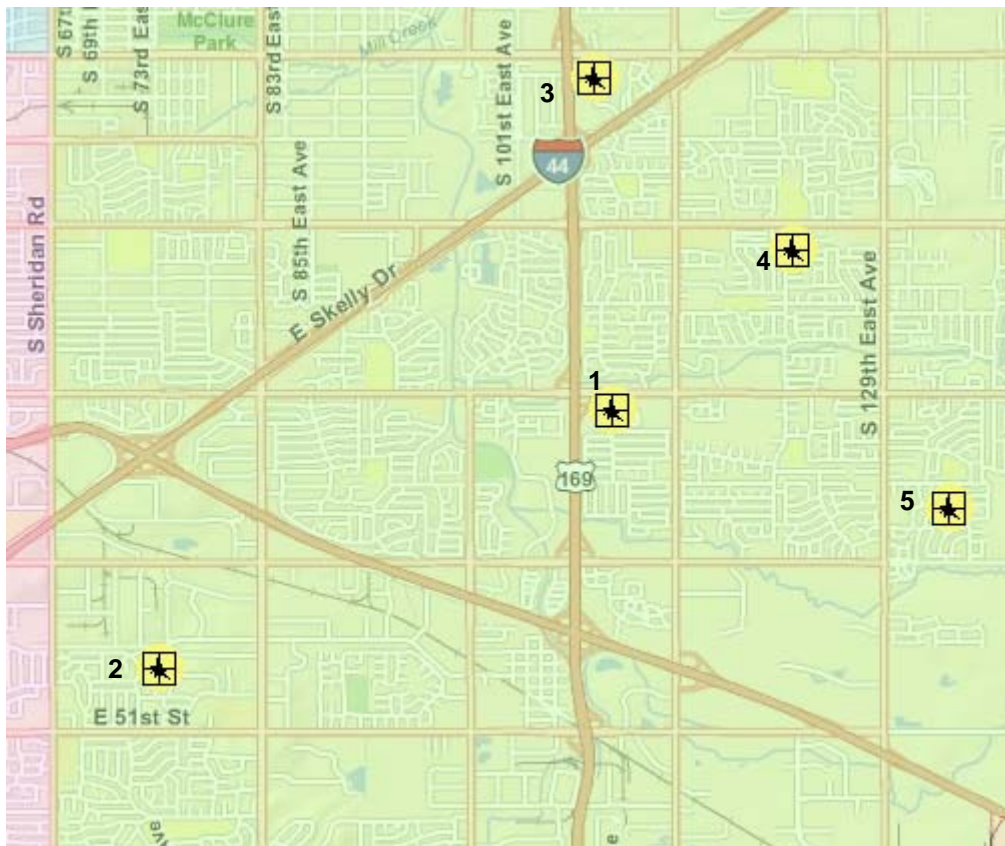 McClure
Park
Mill Creek
S 69th
S 73rd East
S 83rd East
S 101st East Ave
3
44
S 85th East Ave
S Sheridan Rd
4
E Skelly Dr
S 129th East Ave
1
169
5
2
E 51st St